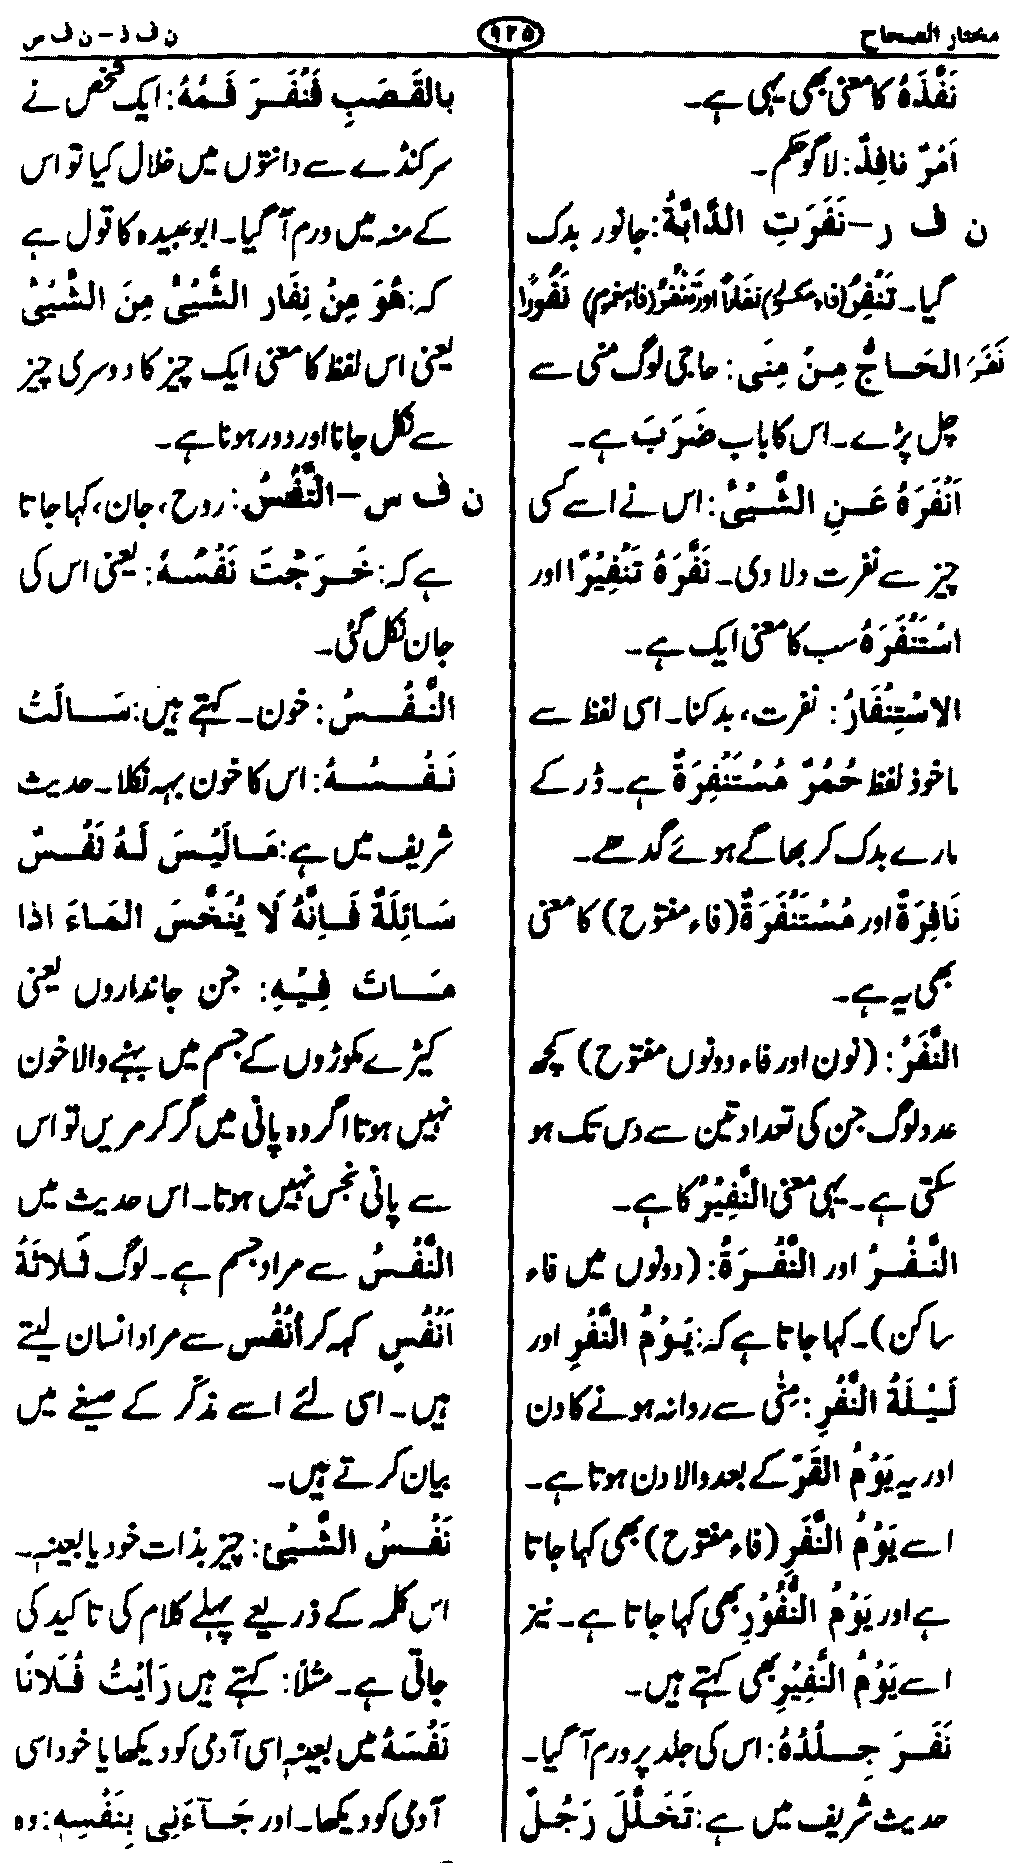 مختار الصحاح
۹۲۵
ن ف ذ – ن ف س
نَفَّذَهُ کا معنی بھی یہی ہے۔
اَمْرٌ نافِذٌ: لاگو حکم۔
ن ف ر – نَفَرَتِ الدَّابَّةُ: جانور بدک
گیا۔ تَنْفِرُ (فاء مکسور) نفاراً اور تَنْفُرُ (فاء مضموم) نُفُورًا
نَفَرَ الحَاجُّ مِنْ مِنَی: حاجی لوگ منی سے
چل پڑے۔ اس کا باب ضَرَبَ ہے۔
اَنْفَرَهُ عَنِ الشَّیْئُ: اس نے اسے کسی
چیز سے نفرت دلا دی۔ نَفَّرَهُ تَنْفِیْرًا اور
اسْتَنْفَرَهُ سب کا معنی ایک ہے۔
الاسْتِنْفَارُ: نفرت، بدکنا۔ اسی لفظ سے
ماخوذ لفظ حُمُرٌ مُسْتَنْفِرَةٌ ہے۔ ڈر کے
مارے بدک کر بھاگے ہوئے گدھے۔
نَافِرَةٌ اور مُسْتَنْفَرَةٌ (فاء مفتوح) کا معنی
بھی یہ ہے۔
النَّفَرُ: (نون اور فاء دونوں مفتوح) کچھ
عدد لوگ جن کی تعداد تین سے دس تک ہو
سکتی ہے۔ یہی معنی النَّفِیْرُ کا ہے۔
النَّفْرُ اور النَّفْرَةُ: (دونوں میں فاء
ساکن)۔ کہا جاتا ہے کہ: یَوْمُ النَّفْرِ اور
لَیْلَةُ النَّفْرِ: مِنٰی سے روانہ ہونے کا دن
اور یہ یَوْمُ القَرّ کے بعد والا دن ہوتا ہے۔
اسے یَوْمُ النَّفَرِ (فاء مفتوح) بھی کہا جاتا
ہے اور یَوْمُ النُّفُوْرِ بھی کہا جاتا ہے۔ نیز
اسے یَوْمُ النَّفِیْرِ بھی کہتے ہیں۔
نَفَرَ جِلْدُهُ: اس کی جلد پر ورم آ گیا۔
حدیث شریف میں ہے: تَخَلَّلَ رَجُلٌ
بالقَصَبِ فَنُفَرَ فَمُهُ: ایک شخص نے
سرکنڈے سے دانتوں میں خلال کیا تو اس
کے منہ میں ورم آ گیا۔ ابوعبیدہ کا قول ہے
کہ: هُوَ مِنْ نِفَار الشَّیْئُ مِنَ الشَّیْئُ
یعنی اس لفظ کا معنی ایک چیز کا دوسری چیز
سے نکل جانا اور دور ہونا ہے۔
ن ف س – النَّفْسُ: روح، جان، کہا جاتا
ہے کہ: خَرَجْتَ نَفْسُهُ: یعنی اس کی
جان نکل گئی۔
النَّفْسُ: خون۔ کہتے ہیں: سَالَتْ
نَفْسُهُ: اس کا خون بہہ نکلا۔ حدیث
شریف میں ہے: مَا لَیْسَ لَهُ نَفْسٌ
سَائِلَةٌ فَاِنَّهُ لَا یُنَجِّسَ المَاءَ اذا
مَاتَ فِیْهِ: جن جانداروں یعنی
کیڑے مکوڑوں کے جسم میں بہنے والا خون
نہیں ہوتا اگر وہ پانی میں گر کر مریں تو اس
سے پانی نجس نہیں ہوتا۔ اس حدیث میں
النَّفْسُ سے مراد جسم ہے۔ لوگ ثَلاثَةُ
اَنْفُسٍ کہہ کر اَنْفُس سے مراد انسان لیتے
ہیں۔ اسی لئے اسے مذکّر کے صیغے میں
بیان کرتے ہیں۔
نَفْسُ الشَّیْئ: چیز بذات خود یا بعینہٖ۔
اس کلمہ کے ذریعے پہلے کلام کی تاکید کی
جاتی ہے۔ مثلاً: کہتے ہیں رَأَیْتُ فُلَانًا
نَفْسَهُ میں بعینہٖ اسی آدمی کو دیکھا یا خود اسی
آدمی کو دیکھا۔ اور جَآءَنِی بِنَفْسِهٖ: وہ